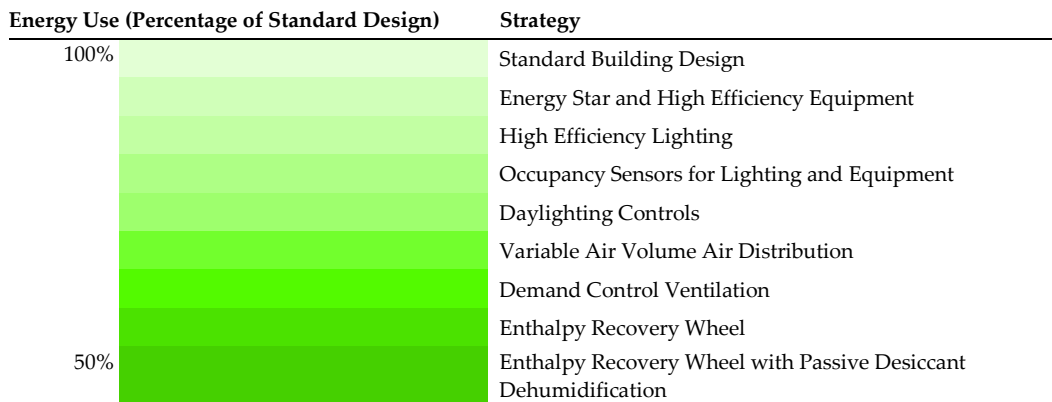 Energy Use (Percentage of Standard Design) Strategy
100% Standard Building Design
Energy Star and High Efficiency Equipment
High Efficiency Lighting
Occupancy Sensors for Lighting and Equipment
Daylighting Controls
Variable Air Volume Air Distribution
Demand Control Ventilation
Enthalpy Recovery Wheel
50% Enthalpy Recovery Wheel with Passive Desiccant
Dehumidification